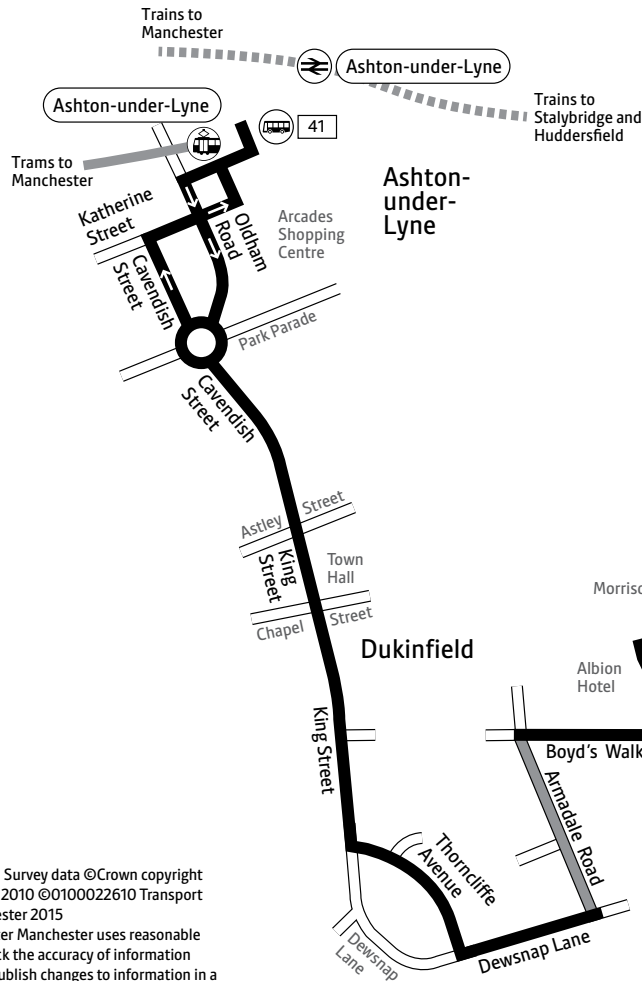 Trains to
Manchester
Ashton-under-Lyne
Trains to
Stalybridge and
Huddersfield
Ashton-under-Lyne
41
Trams to
Manchester
Ashton-
under-
Lyne
Katherine
Street
Oldham
Road
Arcades
Shopping
Centre
Cavendish
Street
Park Parade
Cavendish
Street
Astley Street
King
Street
Town
Hall
Chapel Street
Morrisc
Dukinfield
Albion
Hotel
King Street
Boyd's Walk
Armadale Road
Thorncliffe
Avenue
Dewsnap
Lane
Dewsnap Lane
Survey data ©Crown copyright
2010 ©0100022610 Transport
ester 2015
er Manchester uses reasonable
ck the accuracy of information
ublish changes to information in a